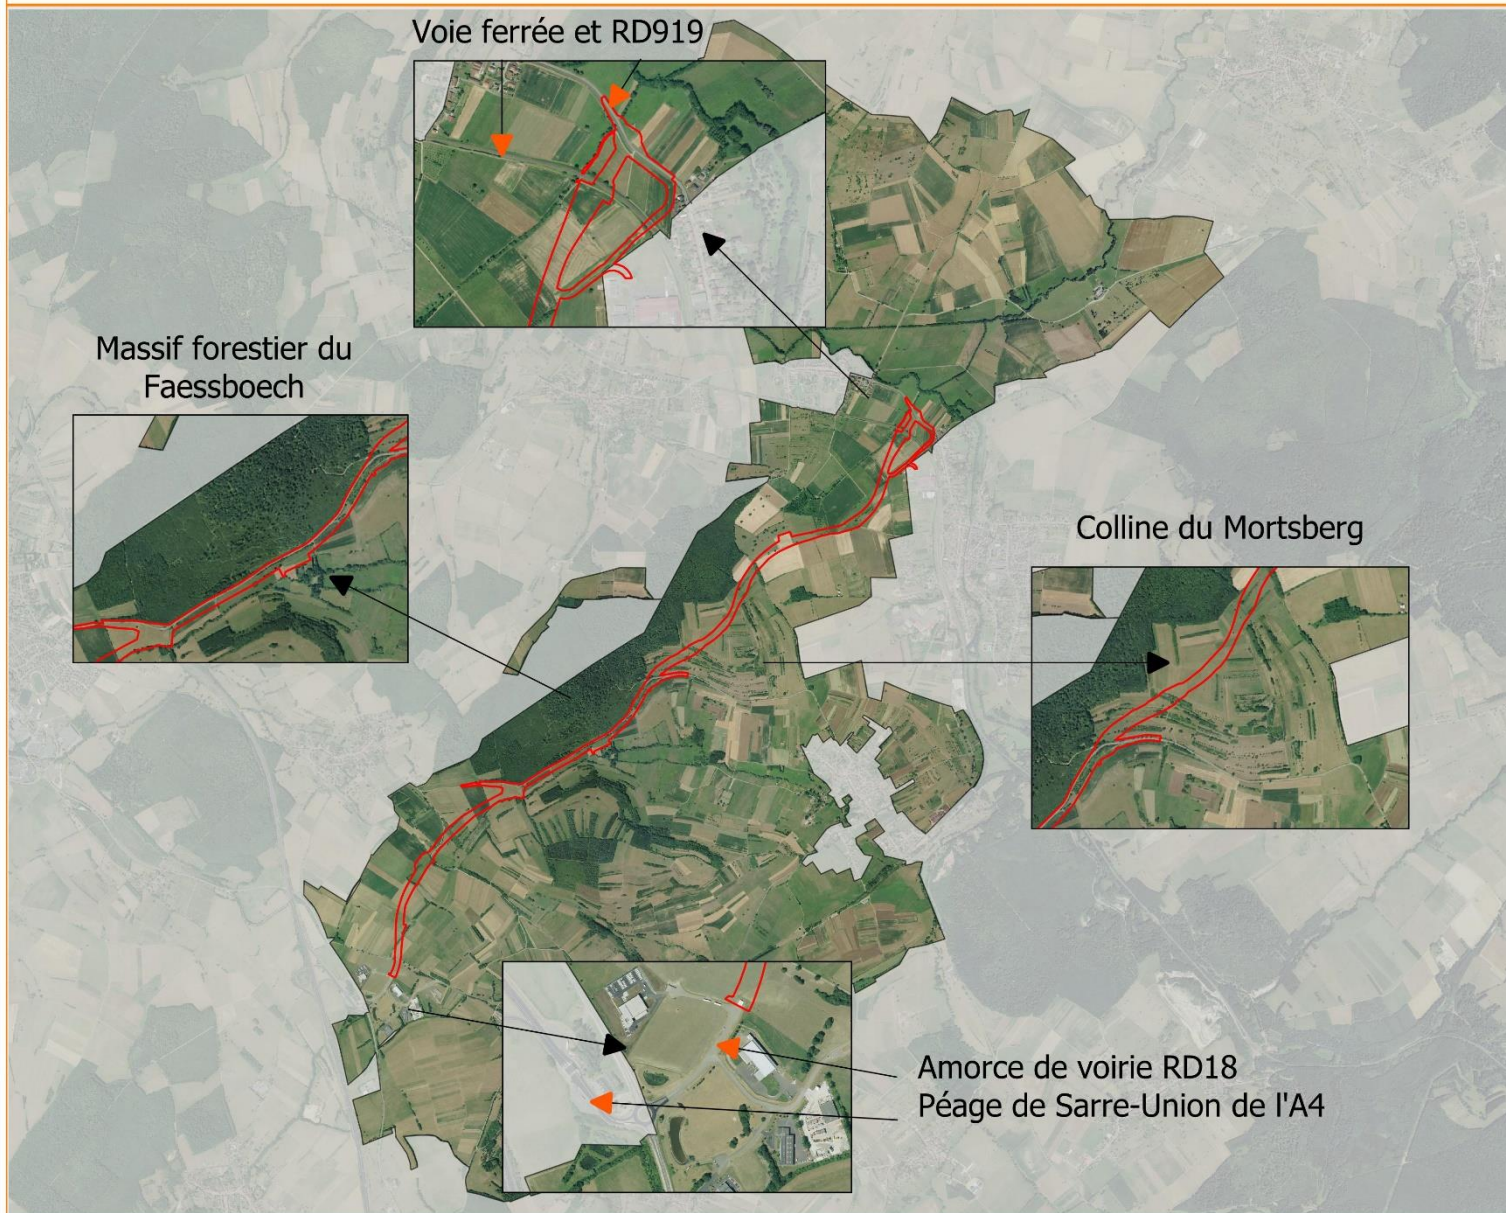 Voie ferrée et RD919
Massif forestier du
Faessboech
Colline du Mortsberg
Amorce de voirie RD18
Péage de Sarre-Union de l'A4